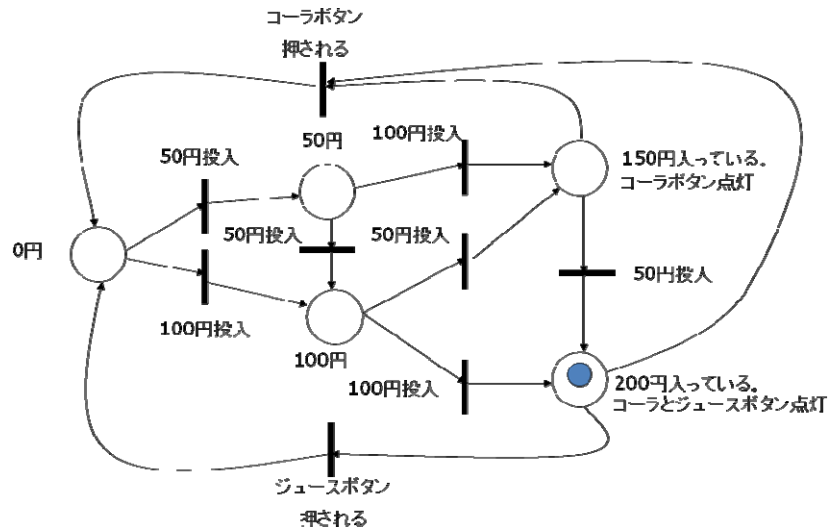 コーラボタン
押される
50円
100円投入
50円投入
150円入っている。
コーラボタン点灯
50円投入
50円投入
0円
50円投入
100円投入
100円
100円投入
200円入っている。
コーラとジュースボタン点灯
ジュースボタン
押される